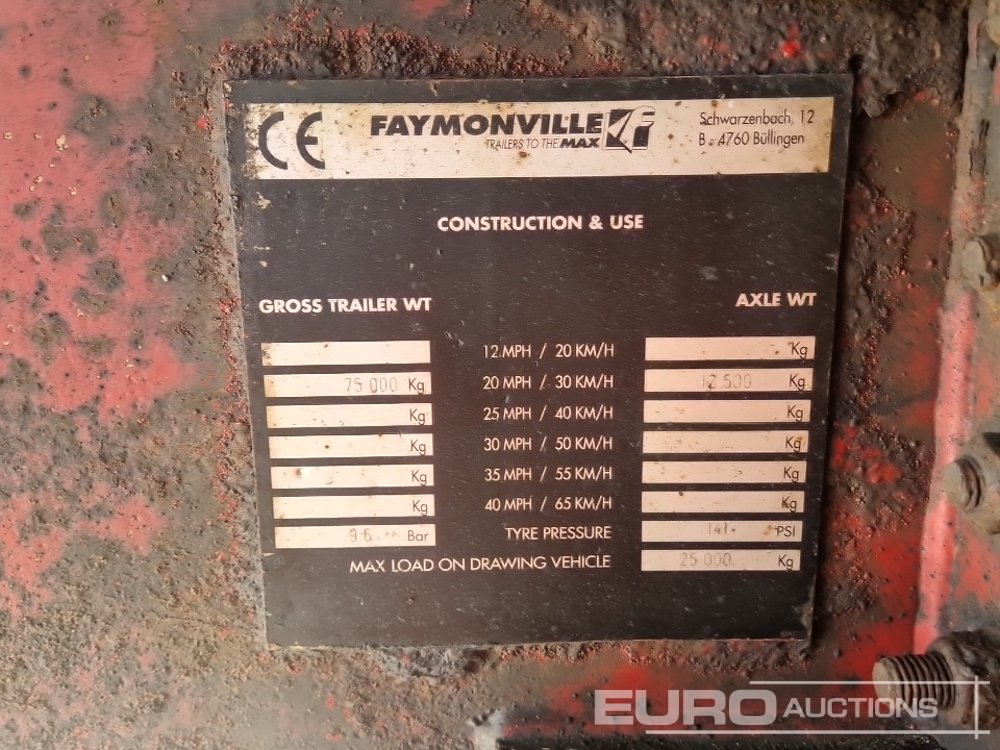 CE FAYMONVILLE Schwarzenbach, 12
TRAILERS TO THE MAX B - 4760 Büllingen
CONSTRUCTION & USE
GROSS TRAILER WT AXLE WT
12 MPH / 20 KM/H Kg
75 000 Kg 20 MPH / 30 KM/H 12 500 Kg
Kg 25 MPH / 40 KM/H Kg
Kg 30 MPH / 50 KM/H Kg
Kg 35 MPH / 55 KM/H Kg
Kg 40 MPH / 65 KM/H Kg
9.6 Bar TYRE PRESSURE 141 PSI
MAX LOAD ON DRAWING VEHICLE 25 000 Kg
EURO AUCTIONS